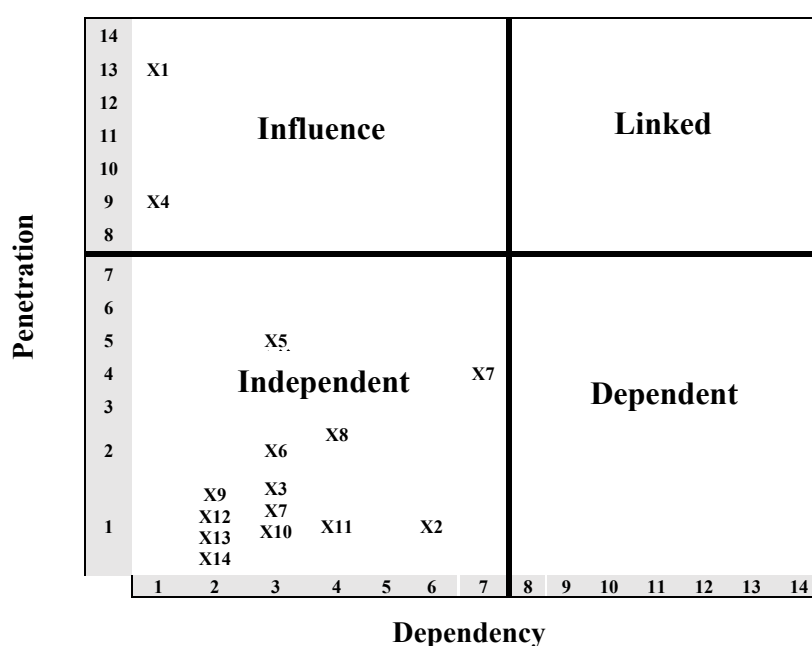 14
13 X1
12
Influence Linked
11
10
9 X4
8
Penetration
7
6
5 X5
4 X7
Independent
Dependent
3
X8
2 X6
X3
X9
X7
X12
1 X10 X11 X2
X13
X14
1 2 3 4 5 6 7 8 9 10 11 12 13 14
Dependency